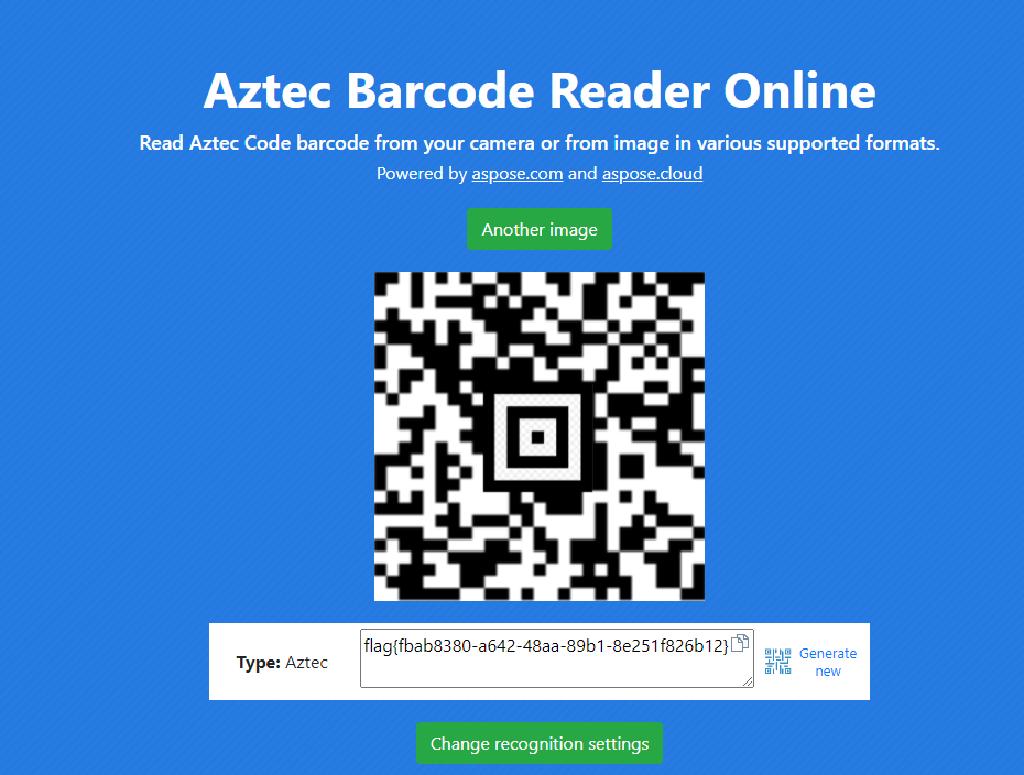 Aztec Barcode Reader Online
Read Aztec Code barcode from your camera or from image in various supported formats.
Powered by aspose.com and aspose.cloud
Another image
Type: Aztec
flag{fbab8380-a642-48aa-89b1-8e251f826b12}
Generate
new
Change recognition settings